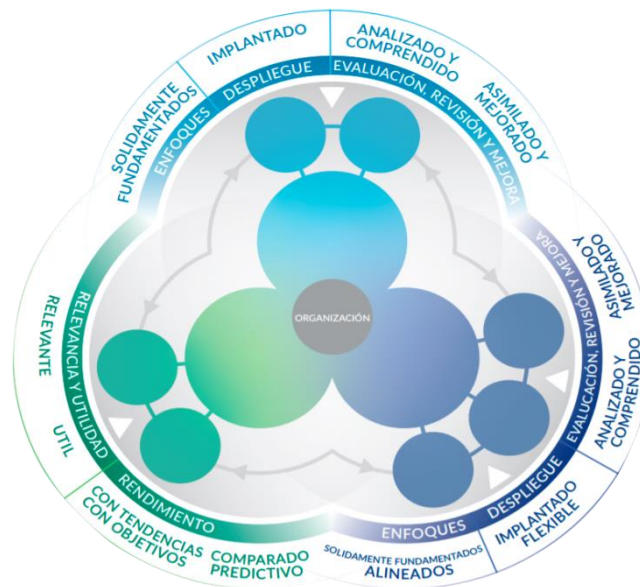 SOLIDAMENTE
FUNDAMENTADOS
IMPLANTADO
ANALIZADO Y
COMPRENDIDO
ASIMILADO Y
MEJORADO
ENFOQUES
DESPLIEGUE
EVALUACIÓN, REVISIÓN Y MEJORA
ORGANIZACIÓN
ASIMILADO Y
MEJORADO
ANALIZADO Y
COMPRENDIDO
IMPLANTADO
FLEXIBLE
SOLIDAMENTE FUNDAMENTADOS
ALINEADOS
EVALUCACIÓN, REVISIÓN Y MEJORA
DESPLIEGUE
ENFOQUES
RELEVANTE
UTIL
CON TENDENCIAS
CON OBJETIVOS
COMPARADO
PREDICTIVO
RELEVANCIA Y UTILIDAD
RENDIMIENTO